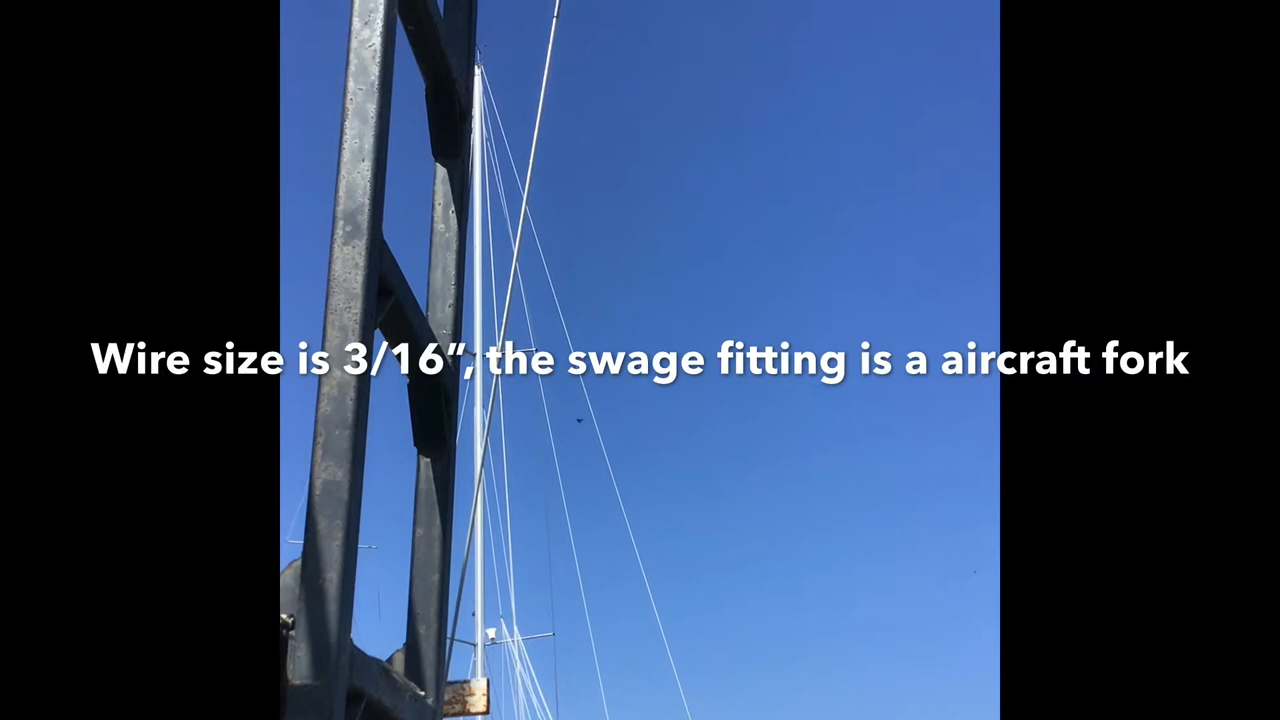 Wire size is 3/16”, the swage fitting is a aircraft fork